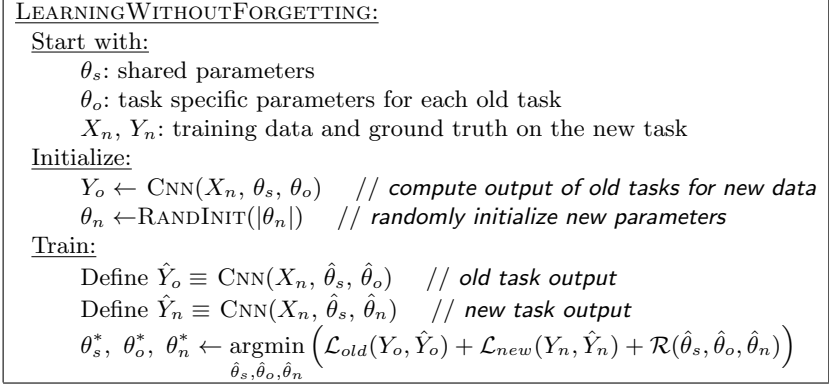 LEARNINGWITHOUTFORGETTING:
Start with:
θ_s: shared parameters
θ_o: task specific parameters for each old task
X_n, Y_n: training data and ground truth on the new task
Initialize:
Y_o ← CNN(X_n, θ_s, θ_o) // compute output of old tasks for new data
θ_n ←RANDINIT(|θ_n|) // randomly initialize new parameters
Train:
Define Ŷ_o ≡ CNN(X_n, θ̂_s, θ̂_o) // old task output
Define Ŷ_n ≡ CNN(X_n, θ̂_s, θ̂_n) // new task output
θ_s^*, θ_o^*, θ_n^* ← argmin (ℒ_old(Y_o, Ŷ_o) + ℒ_new(Y_n, Ŷ_n) + ℛ(θ̂_s, θ̂_o, θ̂_n))
θ̂_s,θ̂_o,θ̂_n